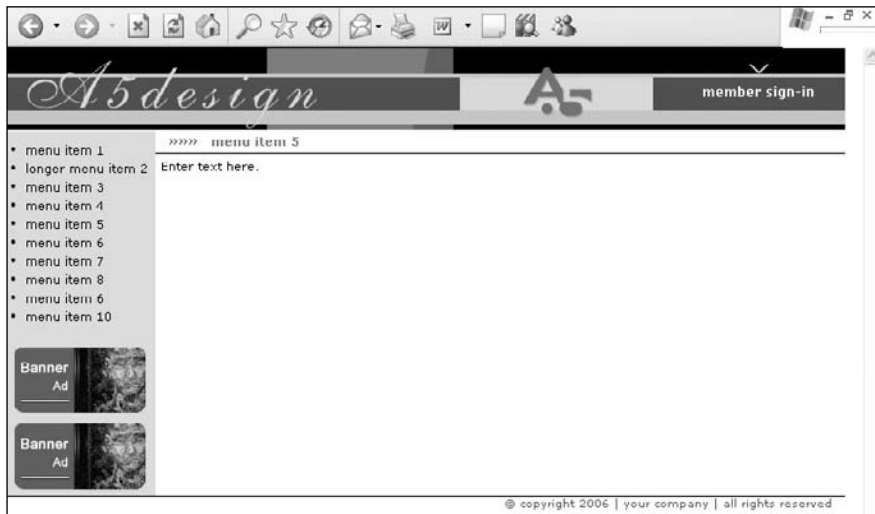 A5design
A5
member sign-in
»»»» menu item 5
• menu item 1
• longer menu item 2
• menu item 3
• menu item 4
• menu item 5
• menu item 6
• menu item 7
• menu item 8
• menu item 6
• menu item 10
Enter text here.
Banner
Ad
Banner
Ad
© copyright 2006 | your company | all rights reserved